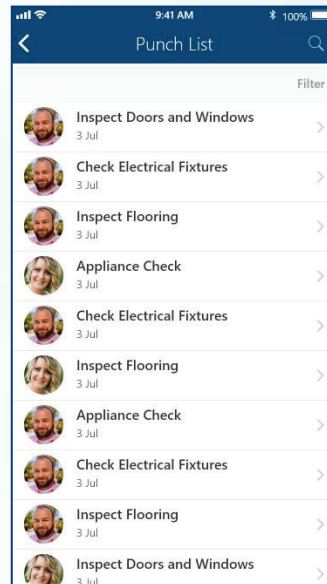 9:41 AM
100%
Punch List
Filter
Inspect Doors and Windows
3 Jul
Check Electrical Fixtures
3 Jul
Inspect Flooring
3 Jul
Appliance Check
3 Jul
Check Electrical Fixtures
3 Jul
Inspect Flooring
3 Jul
Appliance Check
3 Jul
Check Electrical Fixtures
3 Jul
Inspect Flooring
3 Jul
Inspect Doors and Windows
3 Jul